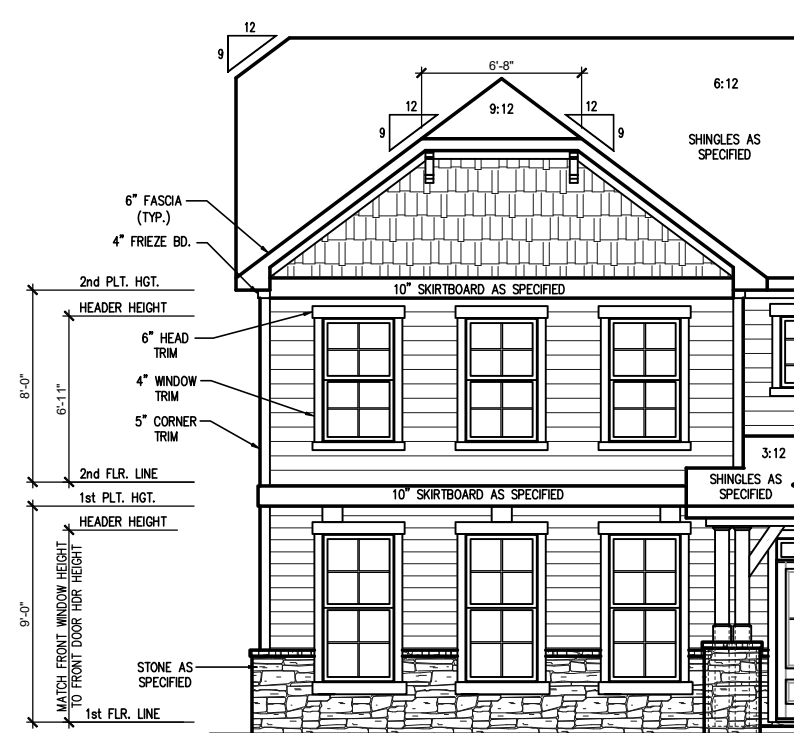 12
9
6'-8"
6:12
12
9:12
12
9
9
SHINGLES AS
SPECIFIED
6" FASCIA
(TYP.)
4" FRIEZE BD.
2nd PLT. HGT.
10" SKIRTBOARD AS SPECIFIED
HEADER HEIGHT
6" HEAD
TRIM
8'-0"
6'-11"
4" WINDOW
TRIM
5" CORNER
TRIM
3:12
2nd FLR. LINE
SHINGLES AS
SPECIFIED
1st PLT. HGT.
10" SKIRTBOARD AS SPECIFIED
HEADER HEIGHT
9'-0"
MATCH FRONT WINDOW HEIGHT
TO FRONT DOOR HDR HEIGHT
STONE AS
SPECIFIED
1st FLR. LINE